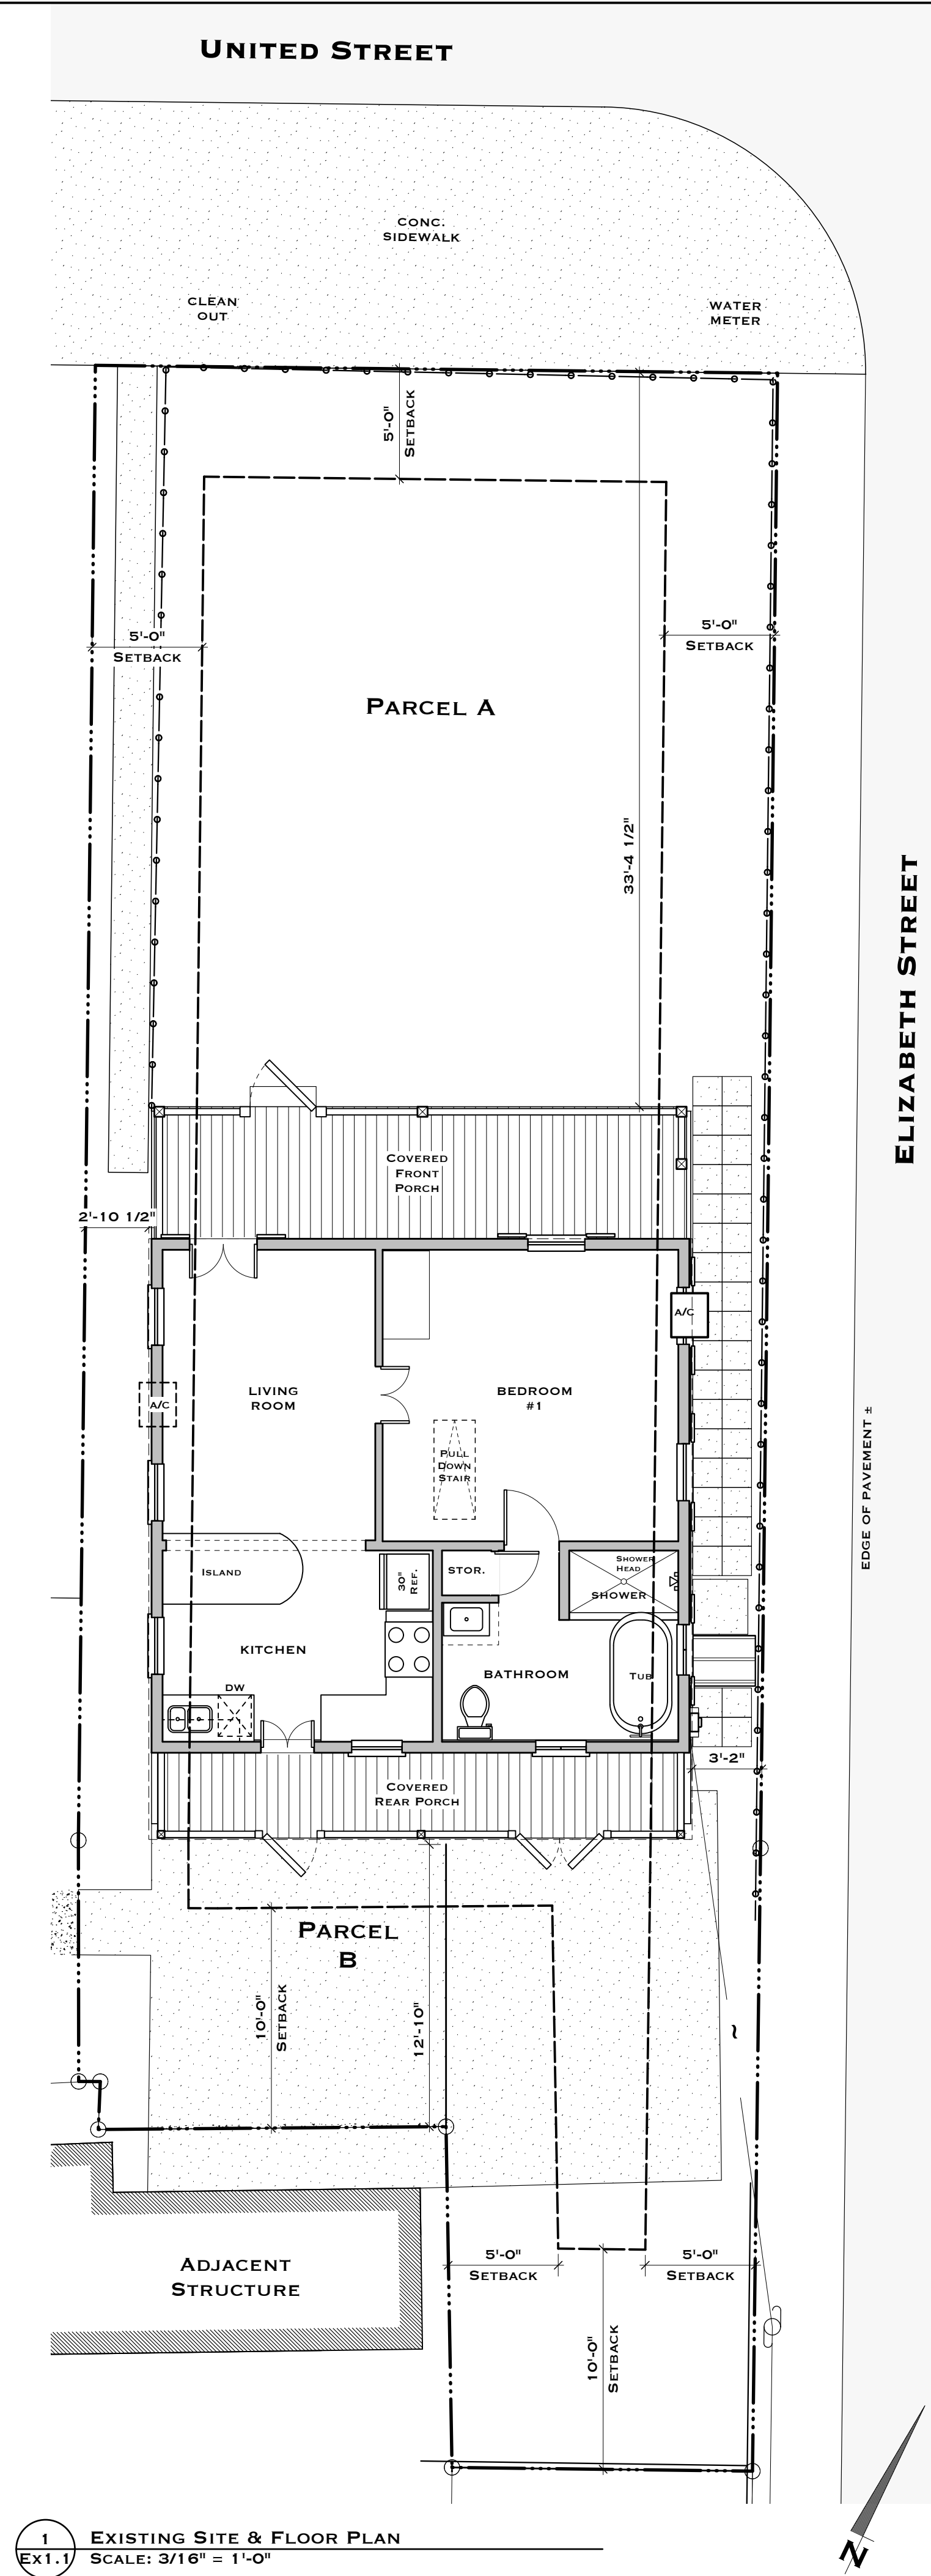 UNITED STREET
CONC.
SIDEWALK
CLEAN
OUT
WATER
METER
5'-0"
SETBACK
5'-0"
SETBACK
5'-0"
SETBACK
PARCEL A
33'-4 1/2"
ELIZABETH STREET
COVERED
FRONT
PORCH
2'-10 1/2"
A/C
A/C
LIVING
ROOM
BEDROOM
#1
EDGE OF PAVEMENT ±
PULL
DOWN
STAIR
ISLAND
30"
REF.
STOR.
SHOWER
HEAD
SHOWER
KITCHEN
BATHROOM
TUB
DW
3'-2"
COVERED
REAR PORCH
PARCEL
B
10'-0"
SETBACK
12'-10"
~
ADJACENT
STRUCTURE
5'-0"
SETBACK
5'-0"
SETBACK
10'-0"
SETBACK
N
1
EX1.1
EXISTING SITE & FLOOR PLAN
SCALE: 3/16" = 1'-0"